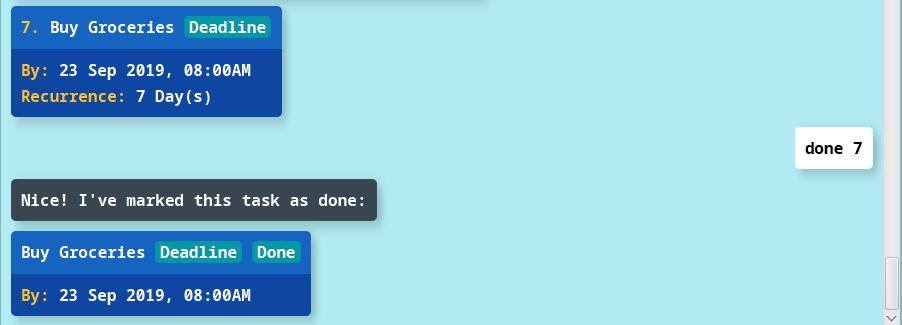 7. Buy Groceries Deadline
By: 23 Sep 2019, 08:00AM
Recurrence: 7 Day(s)
done 7
Nice! I've marked this task as done:
Buy Groceries Deadline Done
By: 23 Sep 2019, 08:00AM